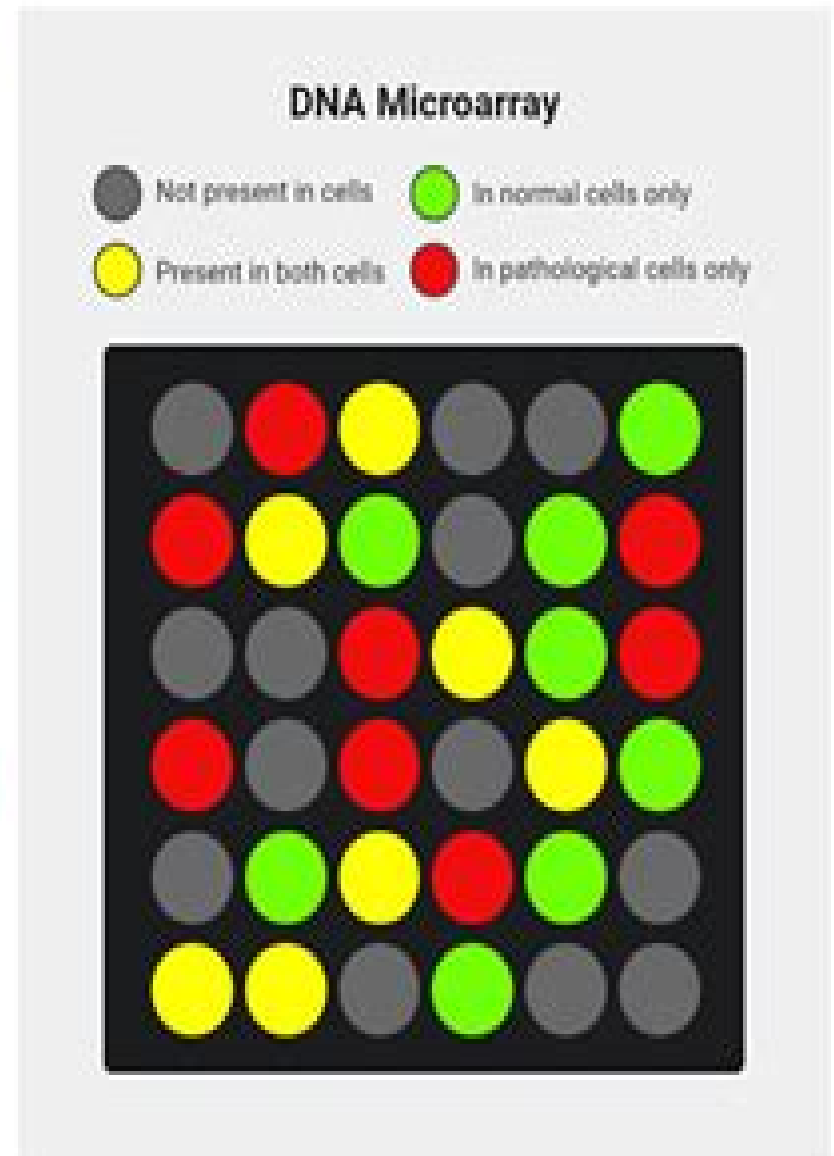 DNA Microarray
Not present in cells
In normal cells only
Present in both cells
In pathological cells only